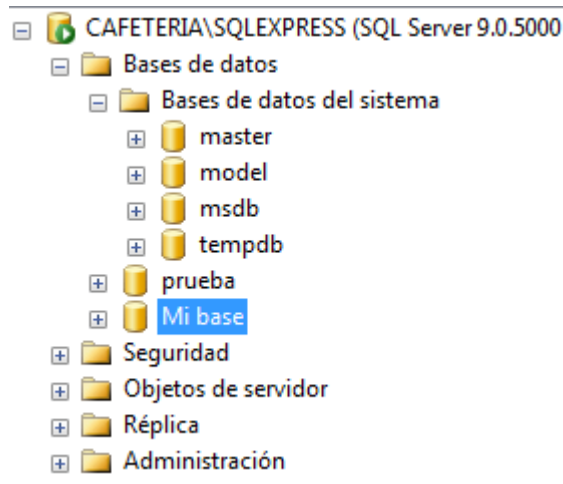 CAFETERIA\SQLEXPRESS (SQL Server 9.0.5000
Bases de datos
Bases de datos del sistema
master
model
msdb
tempdb
prueba
Mi base
Seguridad
Objetos de servidor
Réplica
Administración